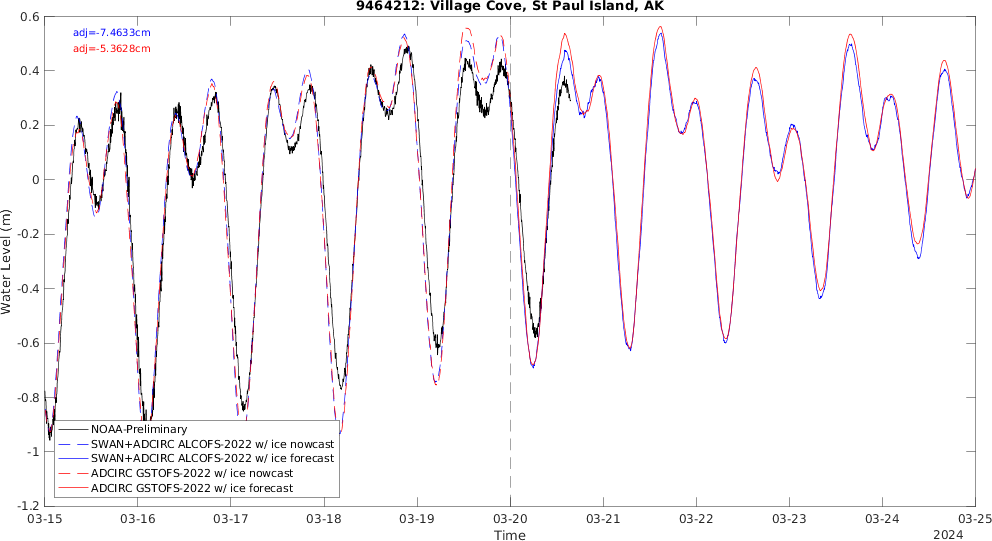 9464212: Village Cove, St Paul Island, AK
adj=-7.4633cm
adj=-5.3628cm
0.6
0.4
0.2
0
-0.2
-0.4
-0.6
-0.8
-1
-1.2
Water Level (m)
NOAA-Preliminary
SWAN+ADCIRC ALCOFS-2022 w/ ice nowcast
SWAN+ADCIRC ALCOFS-2022 w/ ice forecast
ADCIRC GSTOFS-2022 w/ ice nowcast
ADCIRC GSTOFS-2022 w/ ice forecast
03-15 03-16 03-17 03-18 03-19 03-20 03-21 03-22 03-23 03-24 03-25
Time
2024